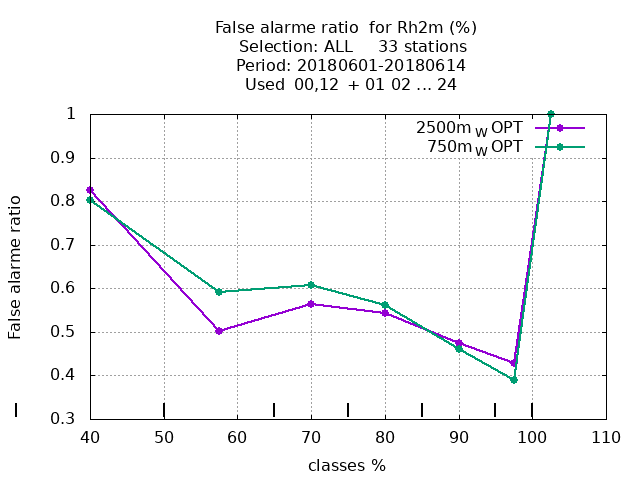 False alarme ratio for Rh2m (%)
Selection: ALL 33 stations
Period: 20180601-20180614
Used 00,12 + 01 02 ... 24
2500m W OPT
750m W OPT
1
0.9
0.8
0.7
0.6
0.5
0.4
0.3
False alarme ratio
40 50 60 70 80 90 100 110
classes %